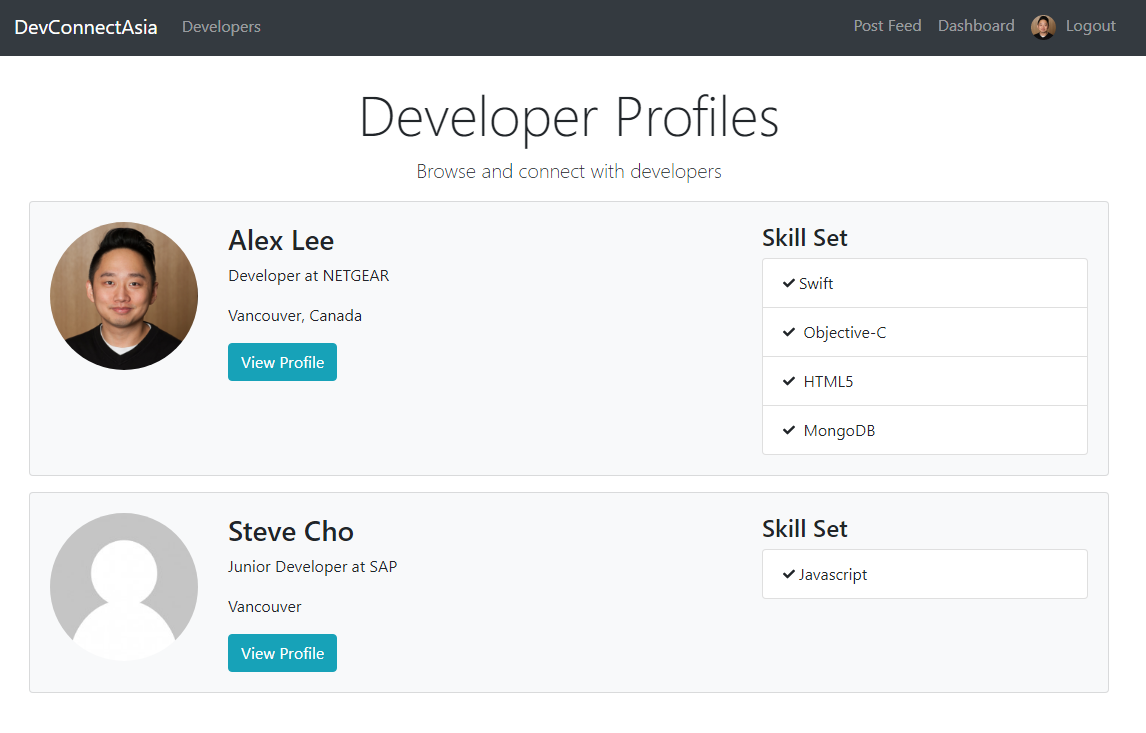 DevConnectAsia Developers Post Feed Dashboard Logout
Developer Profiles
Browse and connect with developers
Alex Lee
Developer at NETGEAR
Vancouver, Canada
View Profile
Skill Set
Swift
Objective-C
HTML5
MongoDB
Steve Cho
Junior Developer at SAP
Vancouver
View Profile
Skill Set
Javascript